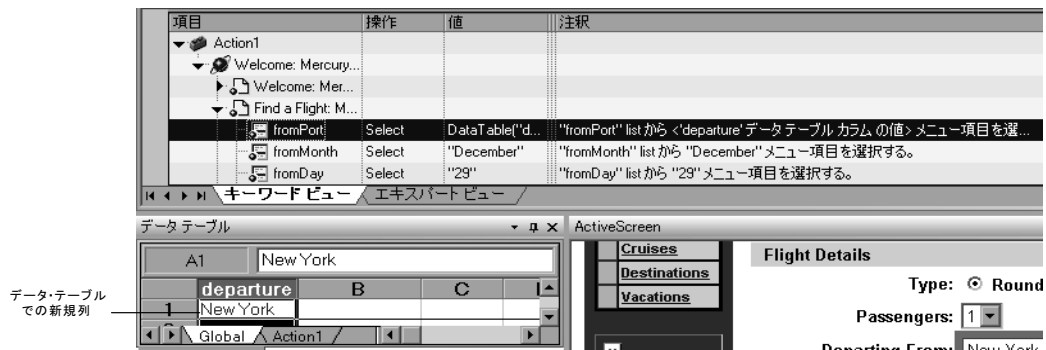 項目 操作 値 注釈
Action1
Welcome: Mercury...
Welcome: Mer...
Find a Flight: M...
fromPort Select DataTable("d... "fromPort" list から <'departure' データ テーブル カラム の値> メニュー項目を選...
fromMonth Select "December" "fromMonth" list から "December" メニュー項目を選択する。
fromDay Select "29" "fromDay" list から "29" メニュー項目を選択する。
キーワード ビュー エキスパート ビュー
データ テーブル
A1 New York
departure B C
1 New York
Global Action1
データ・テーブル
での新規列
ActiveScreen
Cruises
Destinations
Vacations
Flight Details
Type: Round
Passengers: 1
Departing From: New York